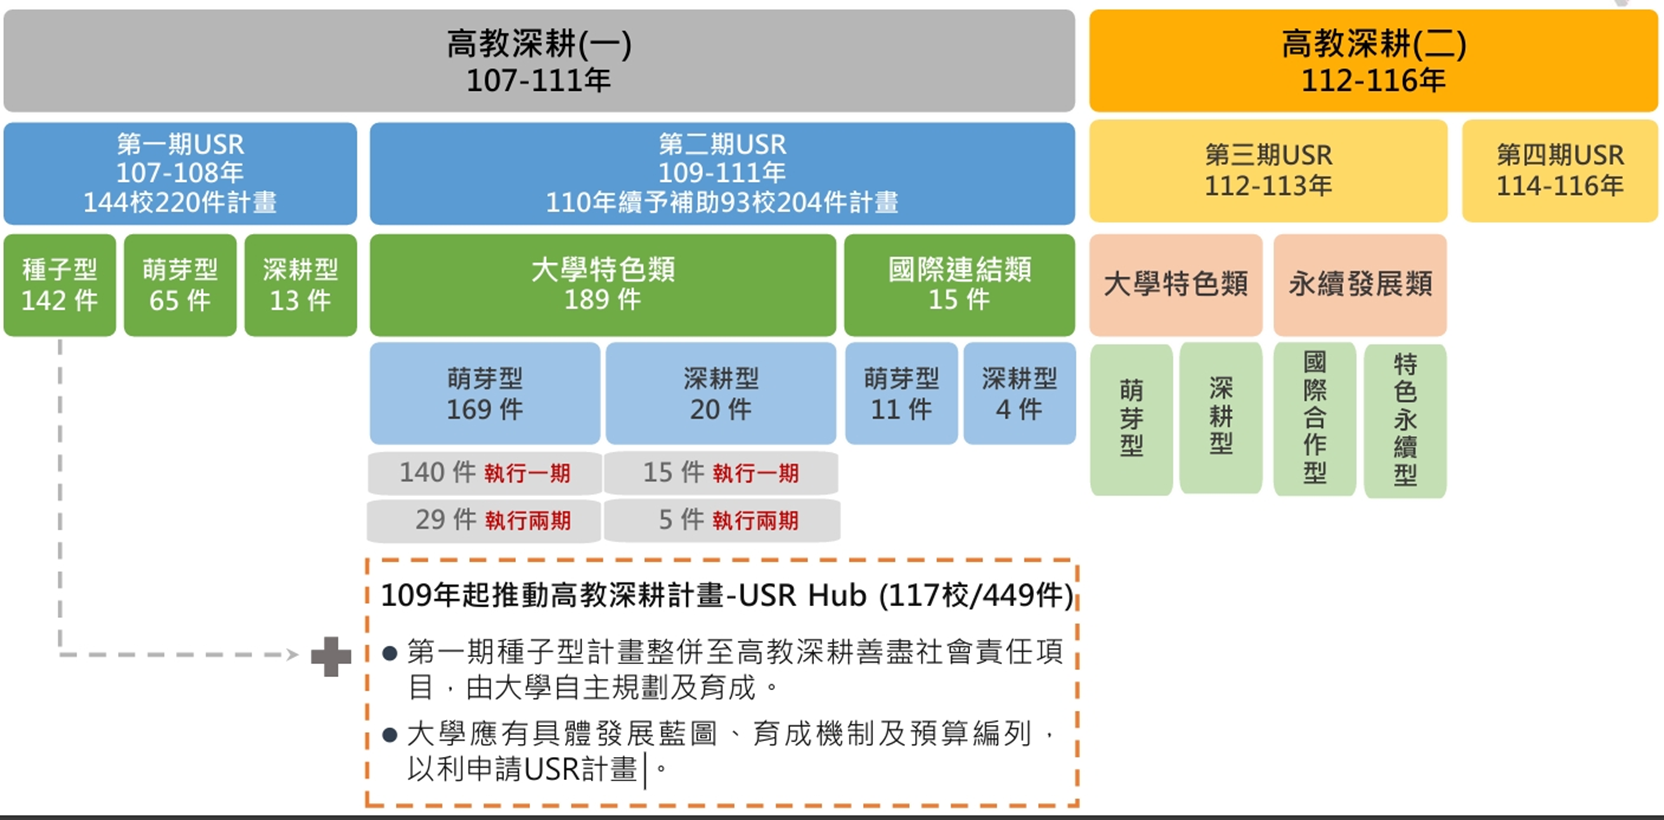 高教深耕(一)
107-111年
高教深耕(二)
112-116年
第一期USR
107-108年
144校220件計畫
第二期USR
109-111年
110年續予補助93校204件計畫
第三期USR
112-113年
第四期USR
114-116年
種子型
142 件
萌芽型
65 件
深耕型
13 件
大學特色類
189 件
國際連結類
15 件
大學特色類
永續發展類
萌芽型
169 件
深耕型
20 件
萌芽型
11 件
深耕型
4 件
萌芽型
深耕型
國際合作型
特色永續型
140 件 執行一期
15 件 執行一期
29 件 執行兩期
5 件 執行兩期
109年起推動高教深耕計畫-USR Hub (117校/449件)
● 第一期種子型計畫整併至高教深耕善盡社會責任項
目，由大學自主規劃及育成。
● 大學應有具體發展藍圖、育成機制及預算編列，
以利申請USR計畫。